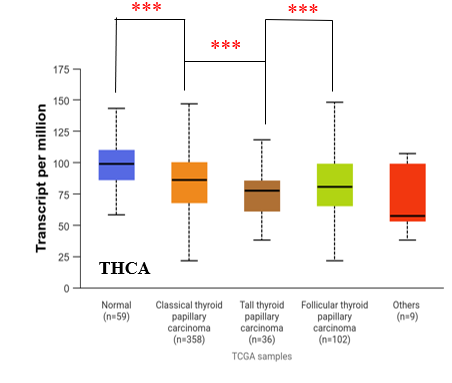 *** ***
***
Transcript per million
175
150
125
100
75
50
25
0
THCA
Normal
(n=59)
Classical thyroid
papillary
carcinoma
(n=358)
Tall thyroid
papillary
carcinoma
(n=36)
Follicular thyroid
papillary
carcinoma
(n=102)
Others
(n=9)
TCGA samples